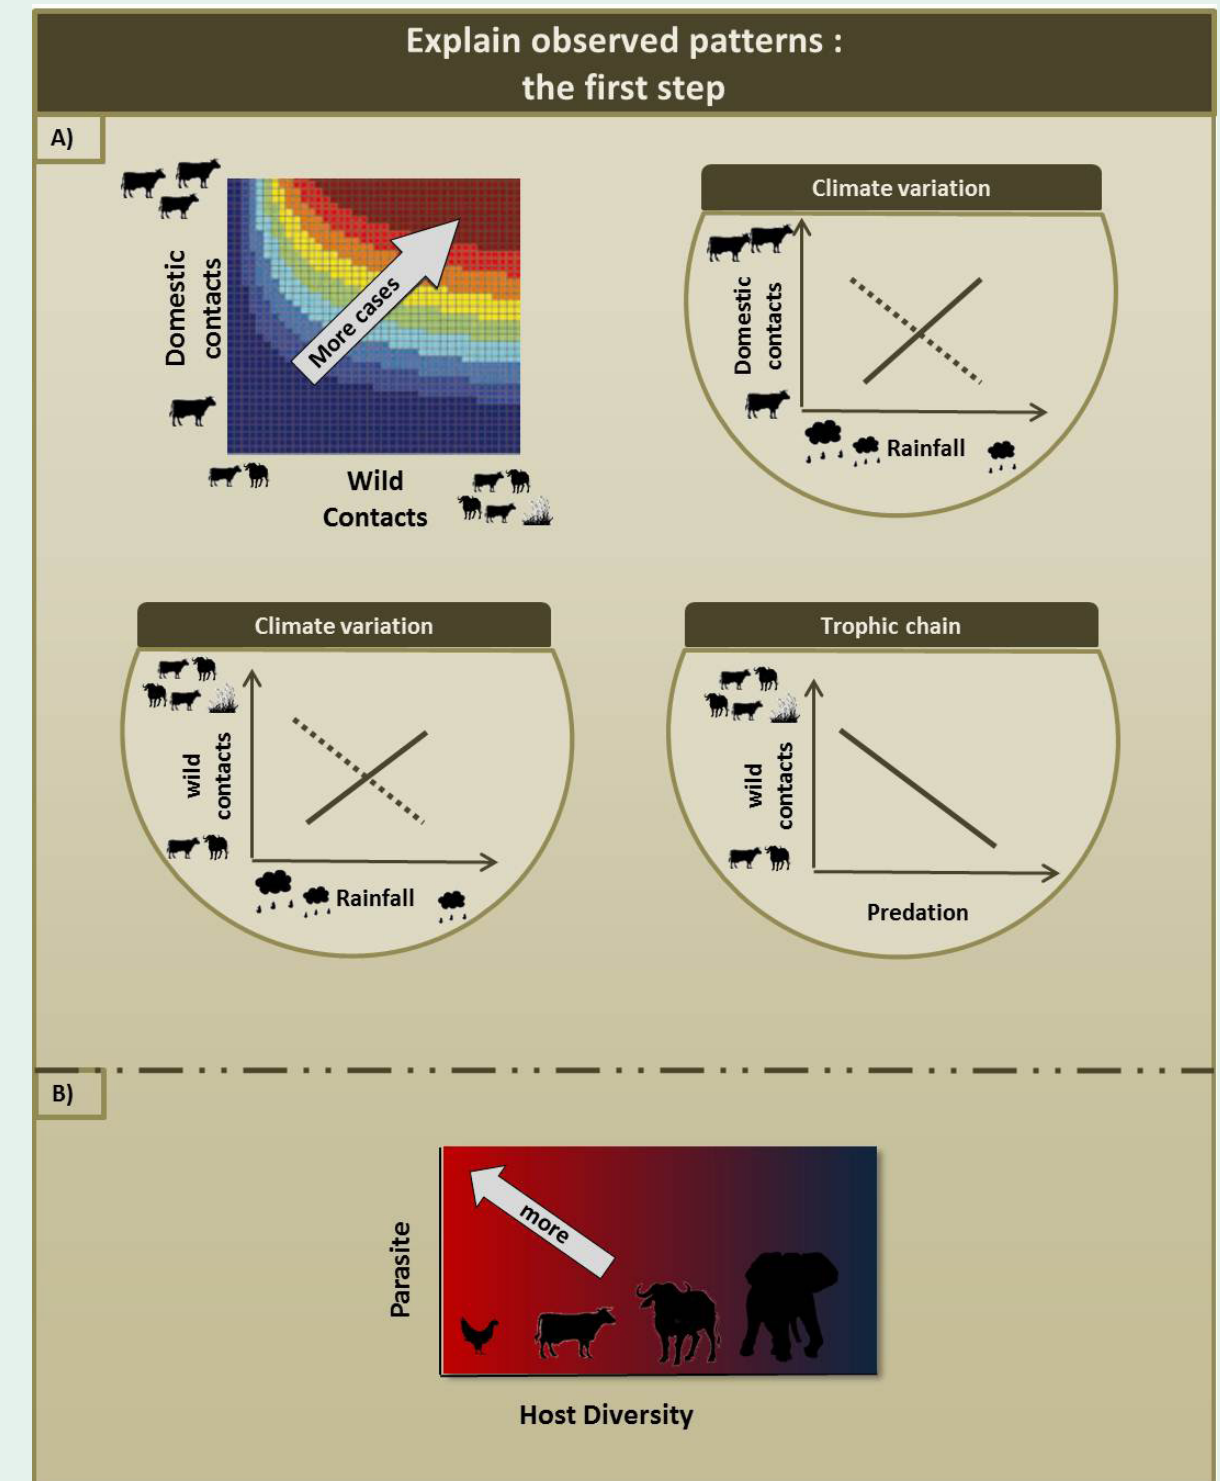 Explain observed patterns :
the first step
A)
Domestic
contacts
More cases
Wild
Contacts
Climate variation
Domestic
contacts
Rainfall
Climate variation
wild
contacts
Rainfall
Trophic chain
wild
contacts
Predation
B)
Parasite
more
Host Diversity